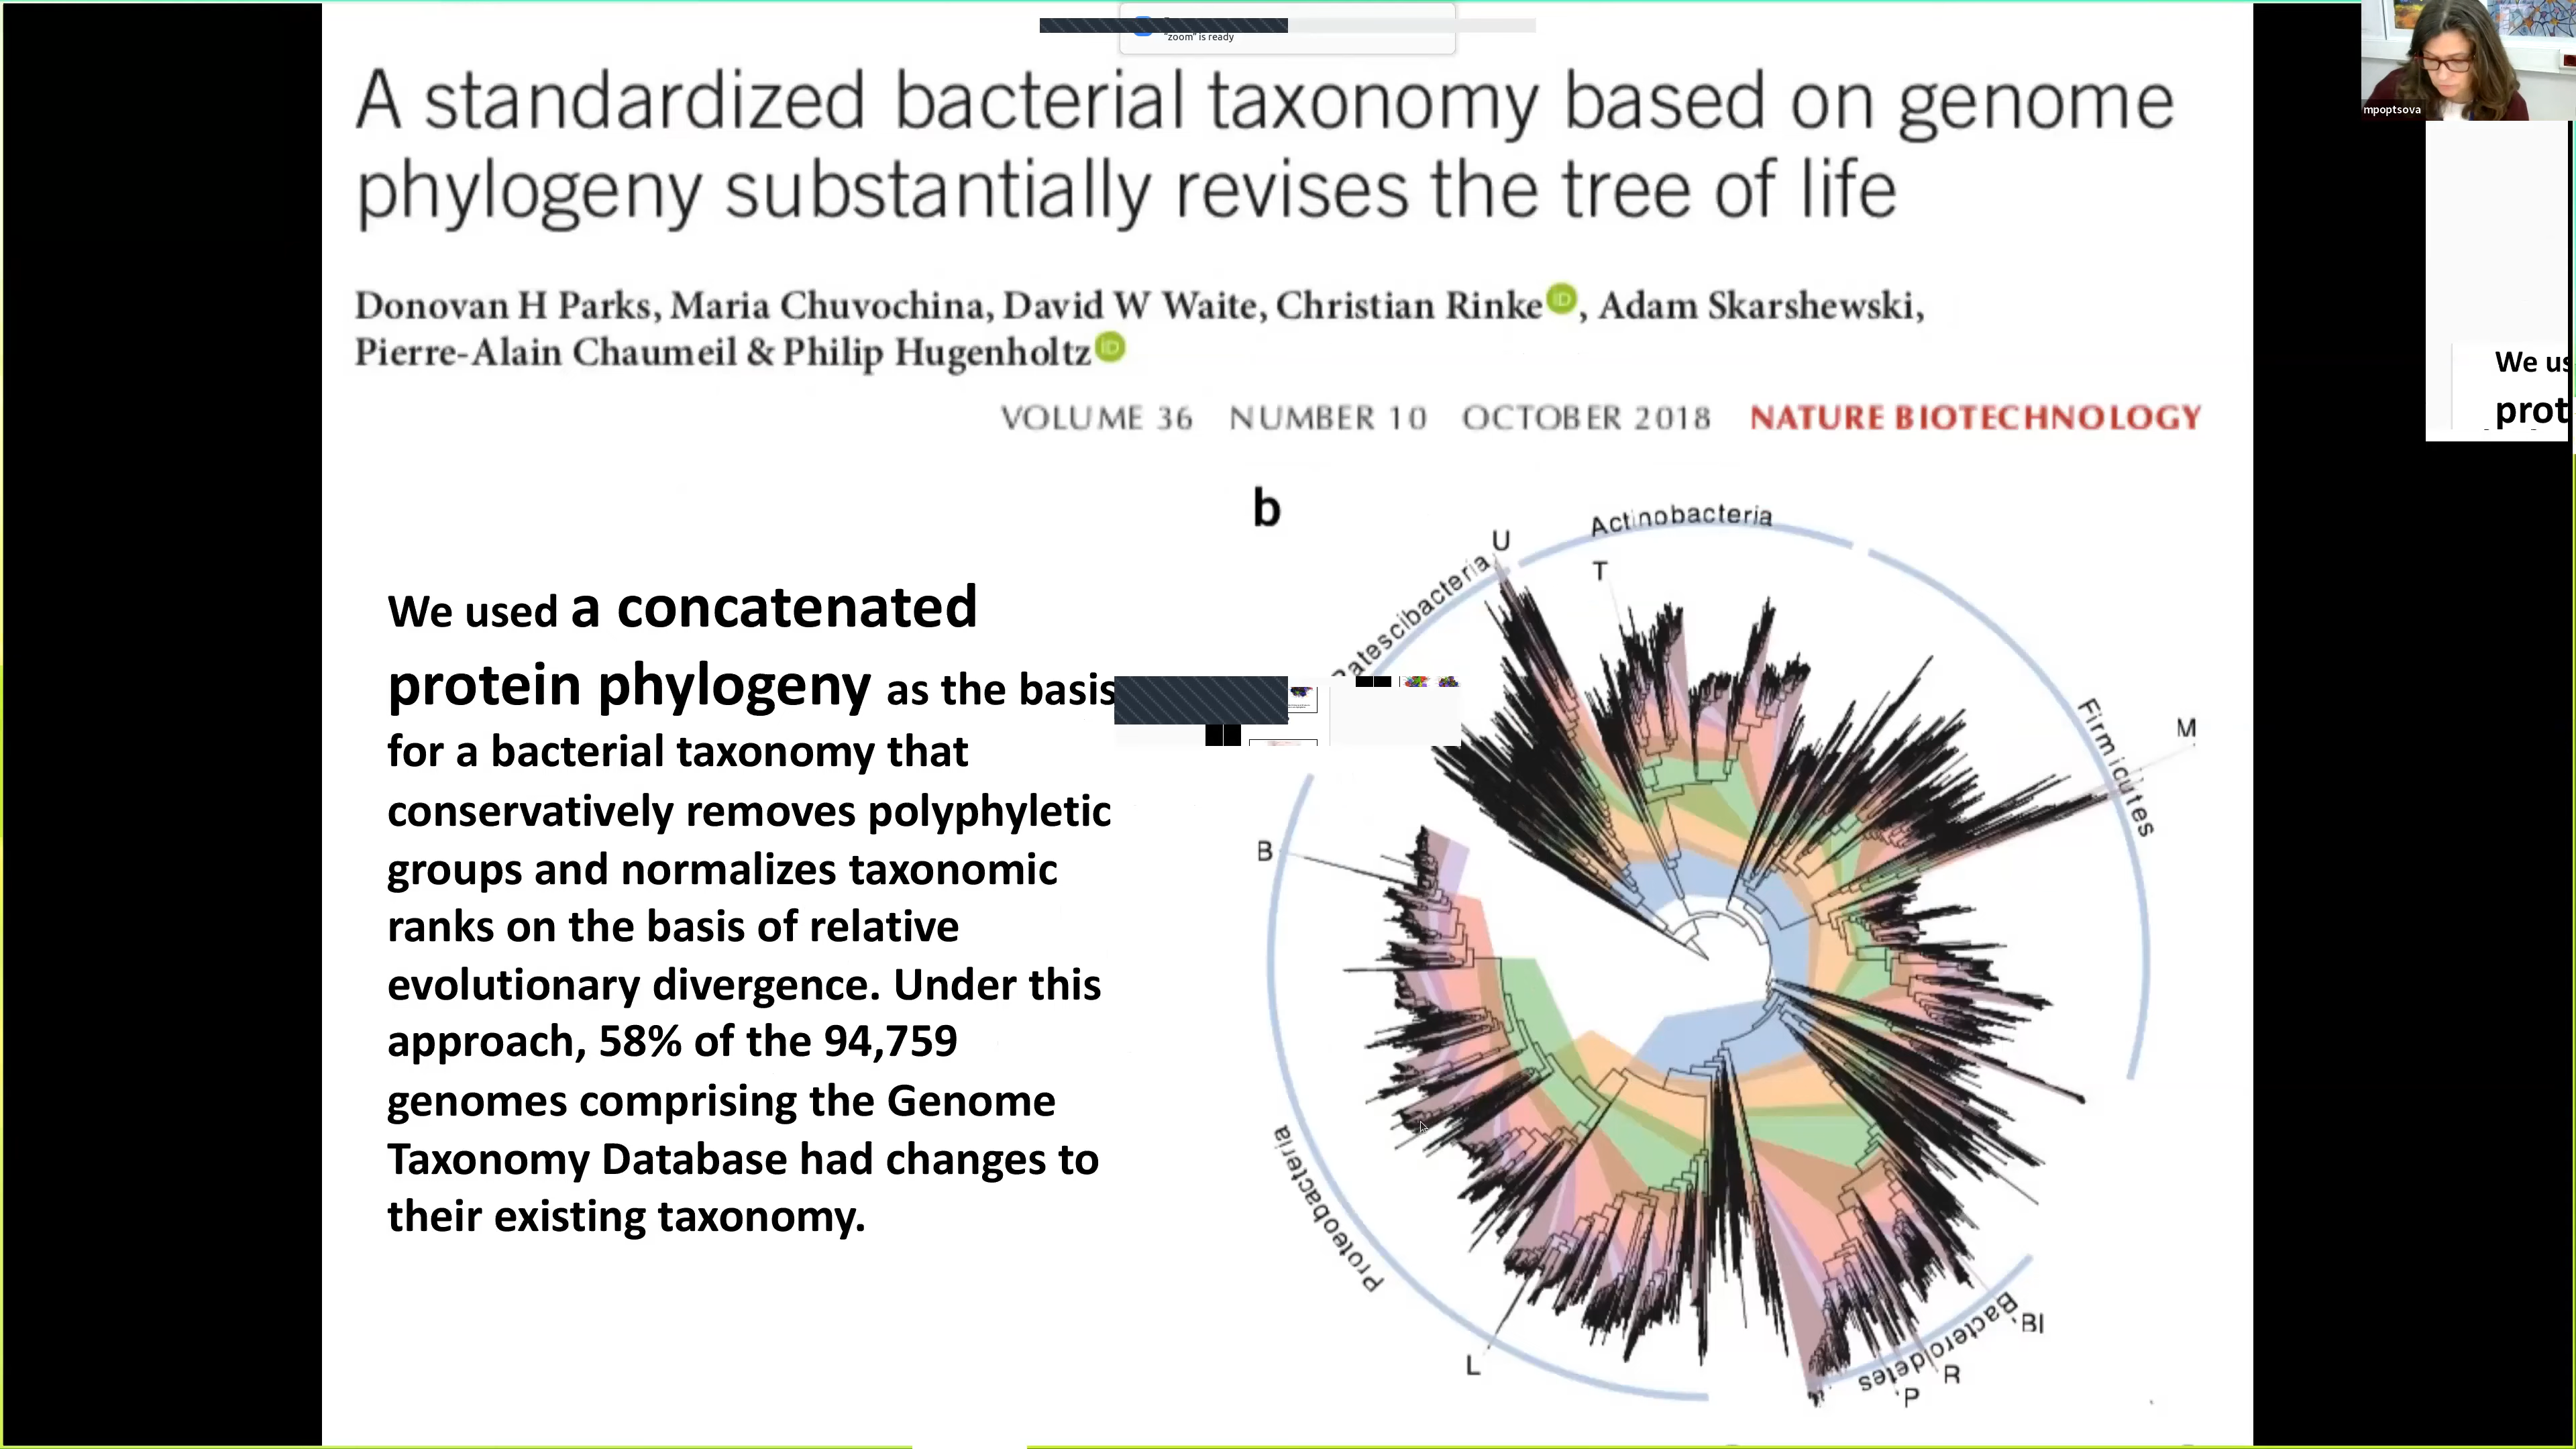 "zoom" is ready
A standardized bacterial taxonomy based on genome
phylogeny substantially revises the tree of life
mpoptsova
Donovan H Parks, Maria Chuvochina, David W Waite, Christian Rinke iD, Adam Skarshewski,
Pierre-Alain Chaumeil & Philip Hugenholtz iD
VOLUME 36 NUMBER 10 OCTOBER 2018 NATURE BIOTECHNOLOGY
We us
prot
We used a concatenated
protein phylogeny as the basis
for a bacterial taxonomy that
conservatively removes polyphyletic
groups and normalizes taxonomic
ranks on the basis of relative
evolutionary divergence. Under this
approach, 58% of the 94,759
genomes comprising the Genome
Taxonomy Database had changes to
their existing taxonomy.
b
Actinobacteria
U
T
Patescibacteria
Firmicutes
M
B
Proteobacteria
L
Bacteroidetes
BI
R
P